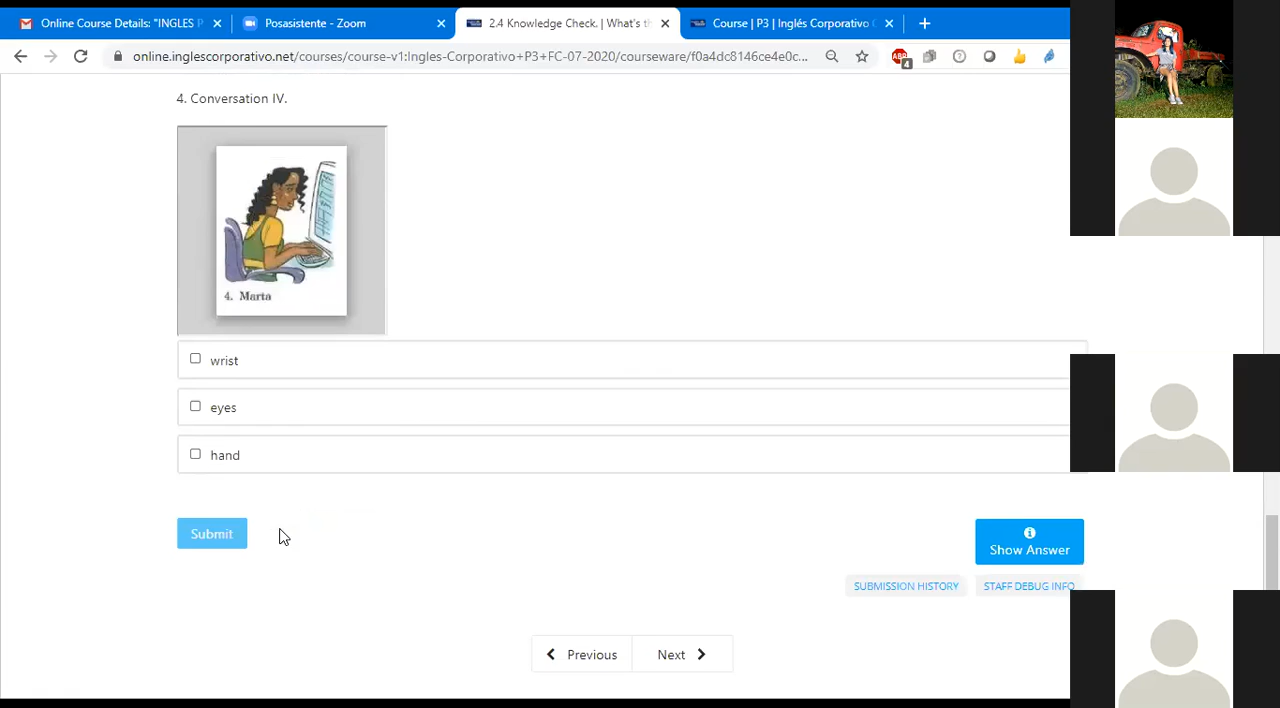 Online Course Details: "INGLES P
Posasistente - Zoom
2.4 Knowledge Check. | What's th
Course | P3 | Inglés Corporativo
online.inglescorporativo.net/courses/course-v1:Ingles-Corporativo+P3+FC-07-2020/courseware/f0a4dc8146ce4e0c...
4
4. Conversation IV.
4. Marta
wrist
eyes
hand
Submit
Show Answer
SUBMISSION HISTORY
STAFF DEBUG INFO
Previous
Next